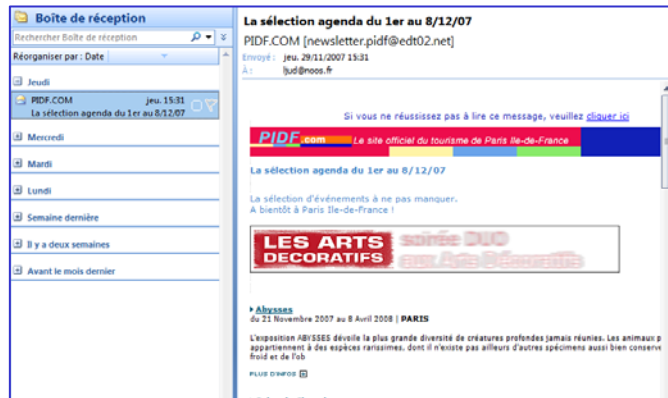 Boîte de réception
Rechercher Boîte de réception
Réorganiser par : Date
Jeudi
PIDF.COM jeu. 15:31
La sélection agenda du 1er au 8/12/07
Mercredi
Mardi
Lundi
Semaine dernière
Il y a deux semaines
Avant le mois dernier
La sélection agenda du 1er au 8/12/07
PIDF.COM [newsletter.pidf@edt02.net]
Envoyé : jeu. 29/11/2007 15:31
À : ljud@noos.fr
Si vous ne réussissez pas à lire ce message, veuillez cliquer ici
PIDF.com Le site officiel du tourisme de Paris Ile-de-France
La sélection agenda du 1er au 8/12/07
La sélection d'événements à ne pas manquer.
A bientôt à Paris Ile-de-France !
LES ARTS DECORATIFS
soirée DUO
aux Arts Décoratifs
Abysses
du 21 Novembre 2007 au 8 Avril 2008 | PARIS
L'exposition ABYSSES dévoile la plus grande diversité de créatures profondes jamais réunies. Les animaux p
appartiennent à des espèces rarissimes, dont il n'existe pas ailleurs d'autres spécimens aussi bien conserve
froid et de l'ob
PLUS D'INFOS